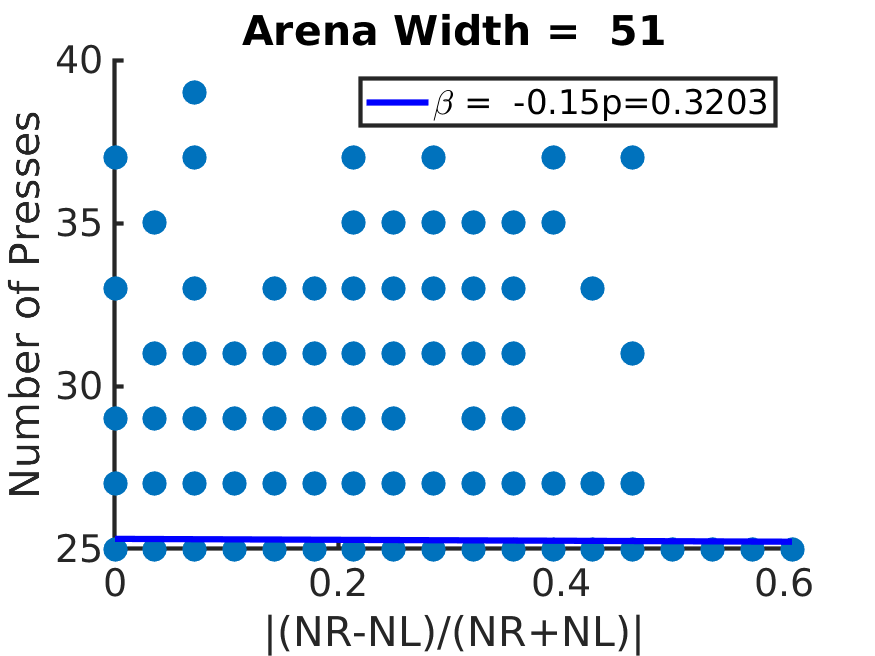 Arena Width =  51
β =  -0.15p=0.3203
Number of Presses
40
35
30
25
0 0.2 0.4 0.6
|(NR-NL)/(NR+NL)|